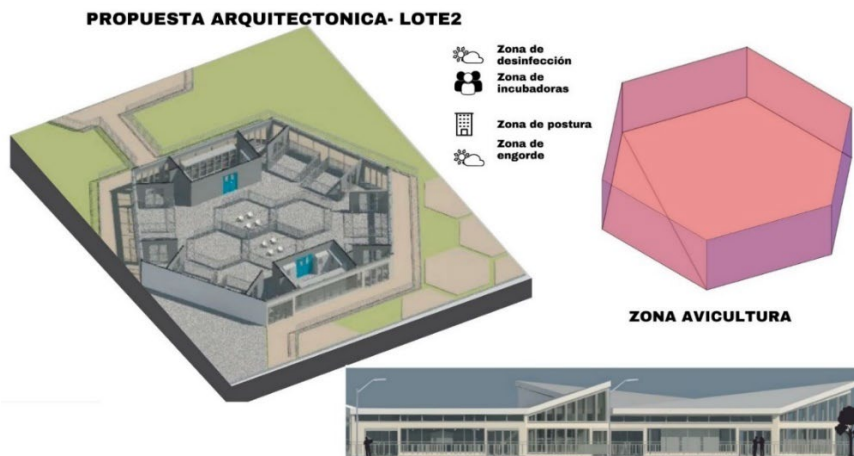 PROPUESTA ARQUITECTONICA- LOTE2
Zona de
desinfección
Zona de
incubadoras
Zona de postura
Zona de
engorde
ZONA AVICULTURA